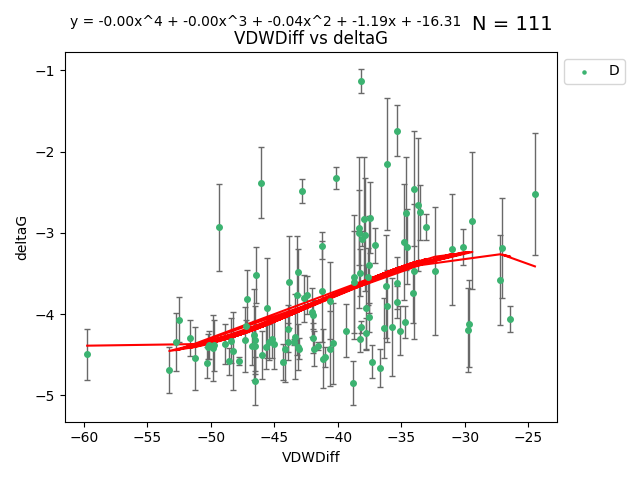 y = -0.00x^4 + -0.00x^3 + -0.04x^2 + -1.19x + -16.31 N = 111
VDWDiff vs deltaG
D
−1
−2
−3
−4
−5
deltaG
−60 −55 −50 −45 −40 −35 −30 −25
VDWDiff